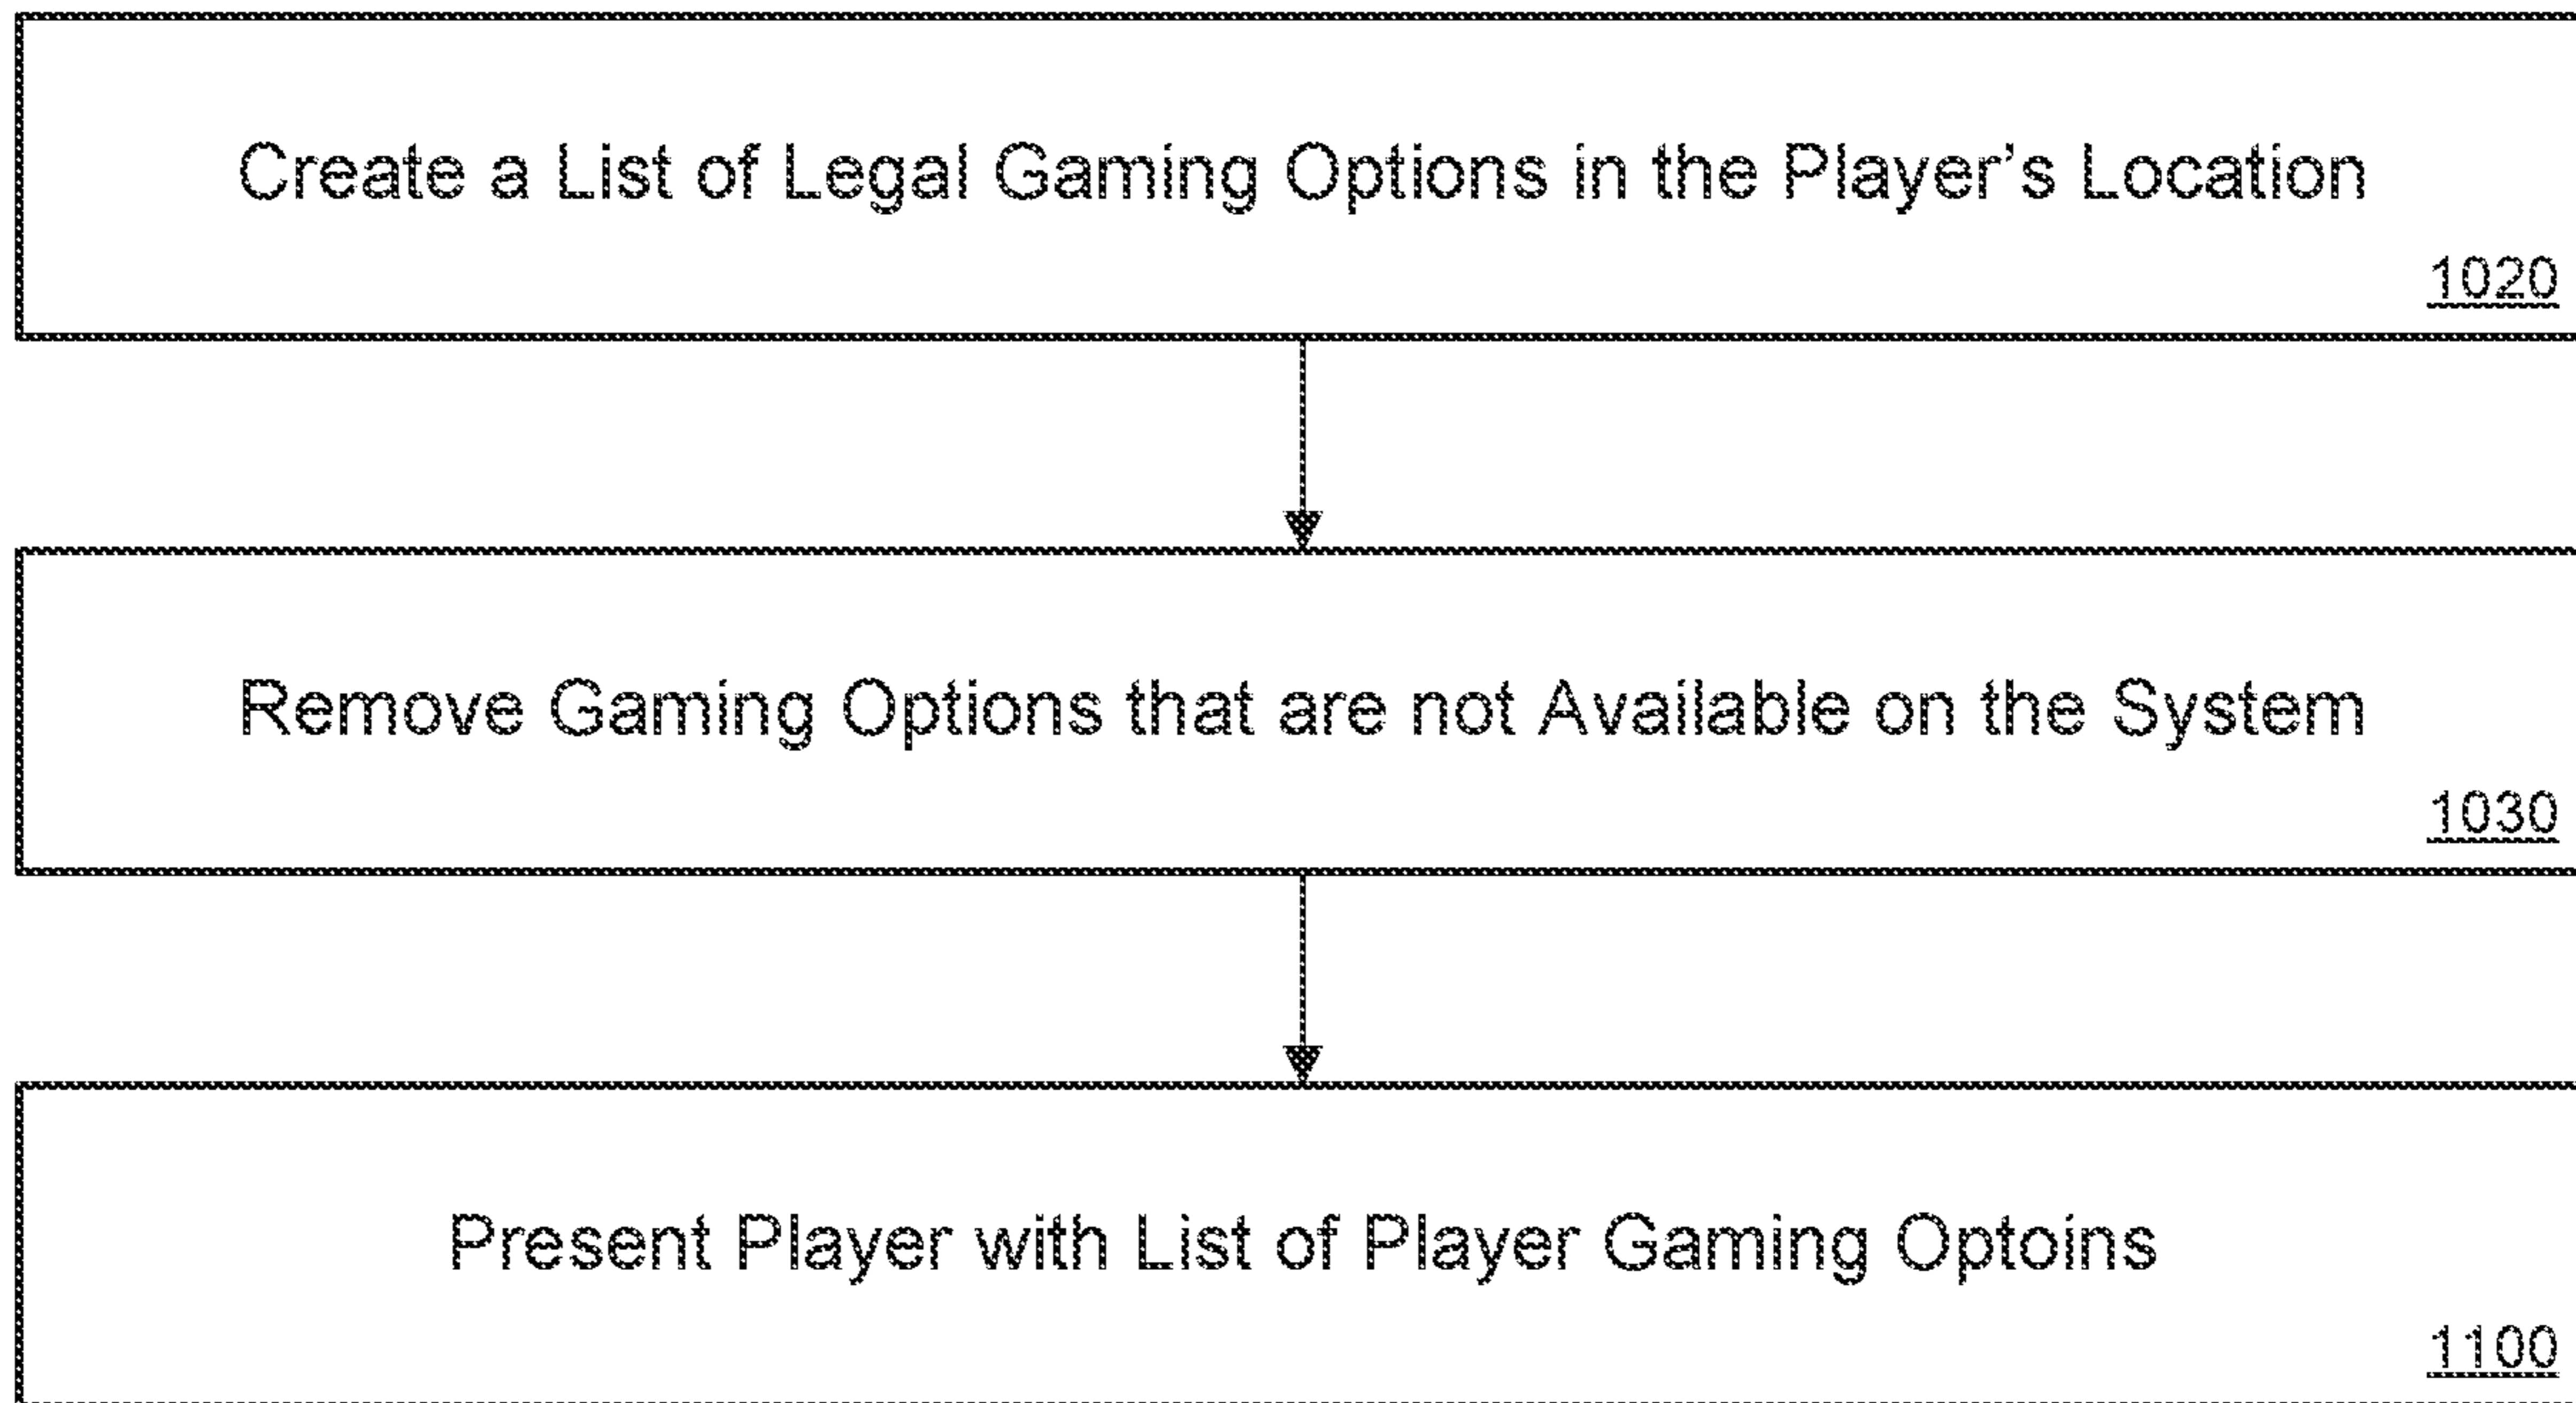 Create a List of Legal Gaming Options in the Player’s Location
1020
Remove Gaming Options that are not Available on the System
1030
Present Player with List of Player Gaming Optoins
1100